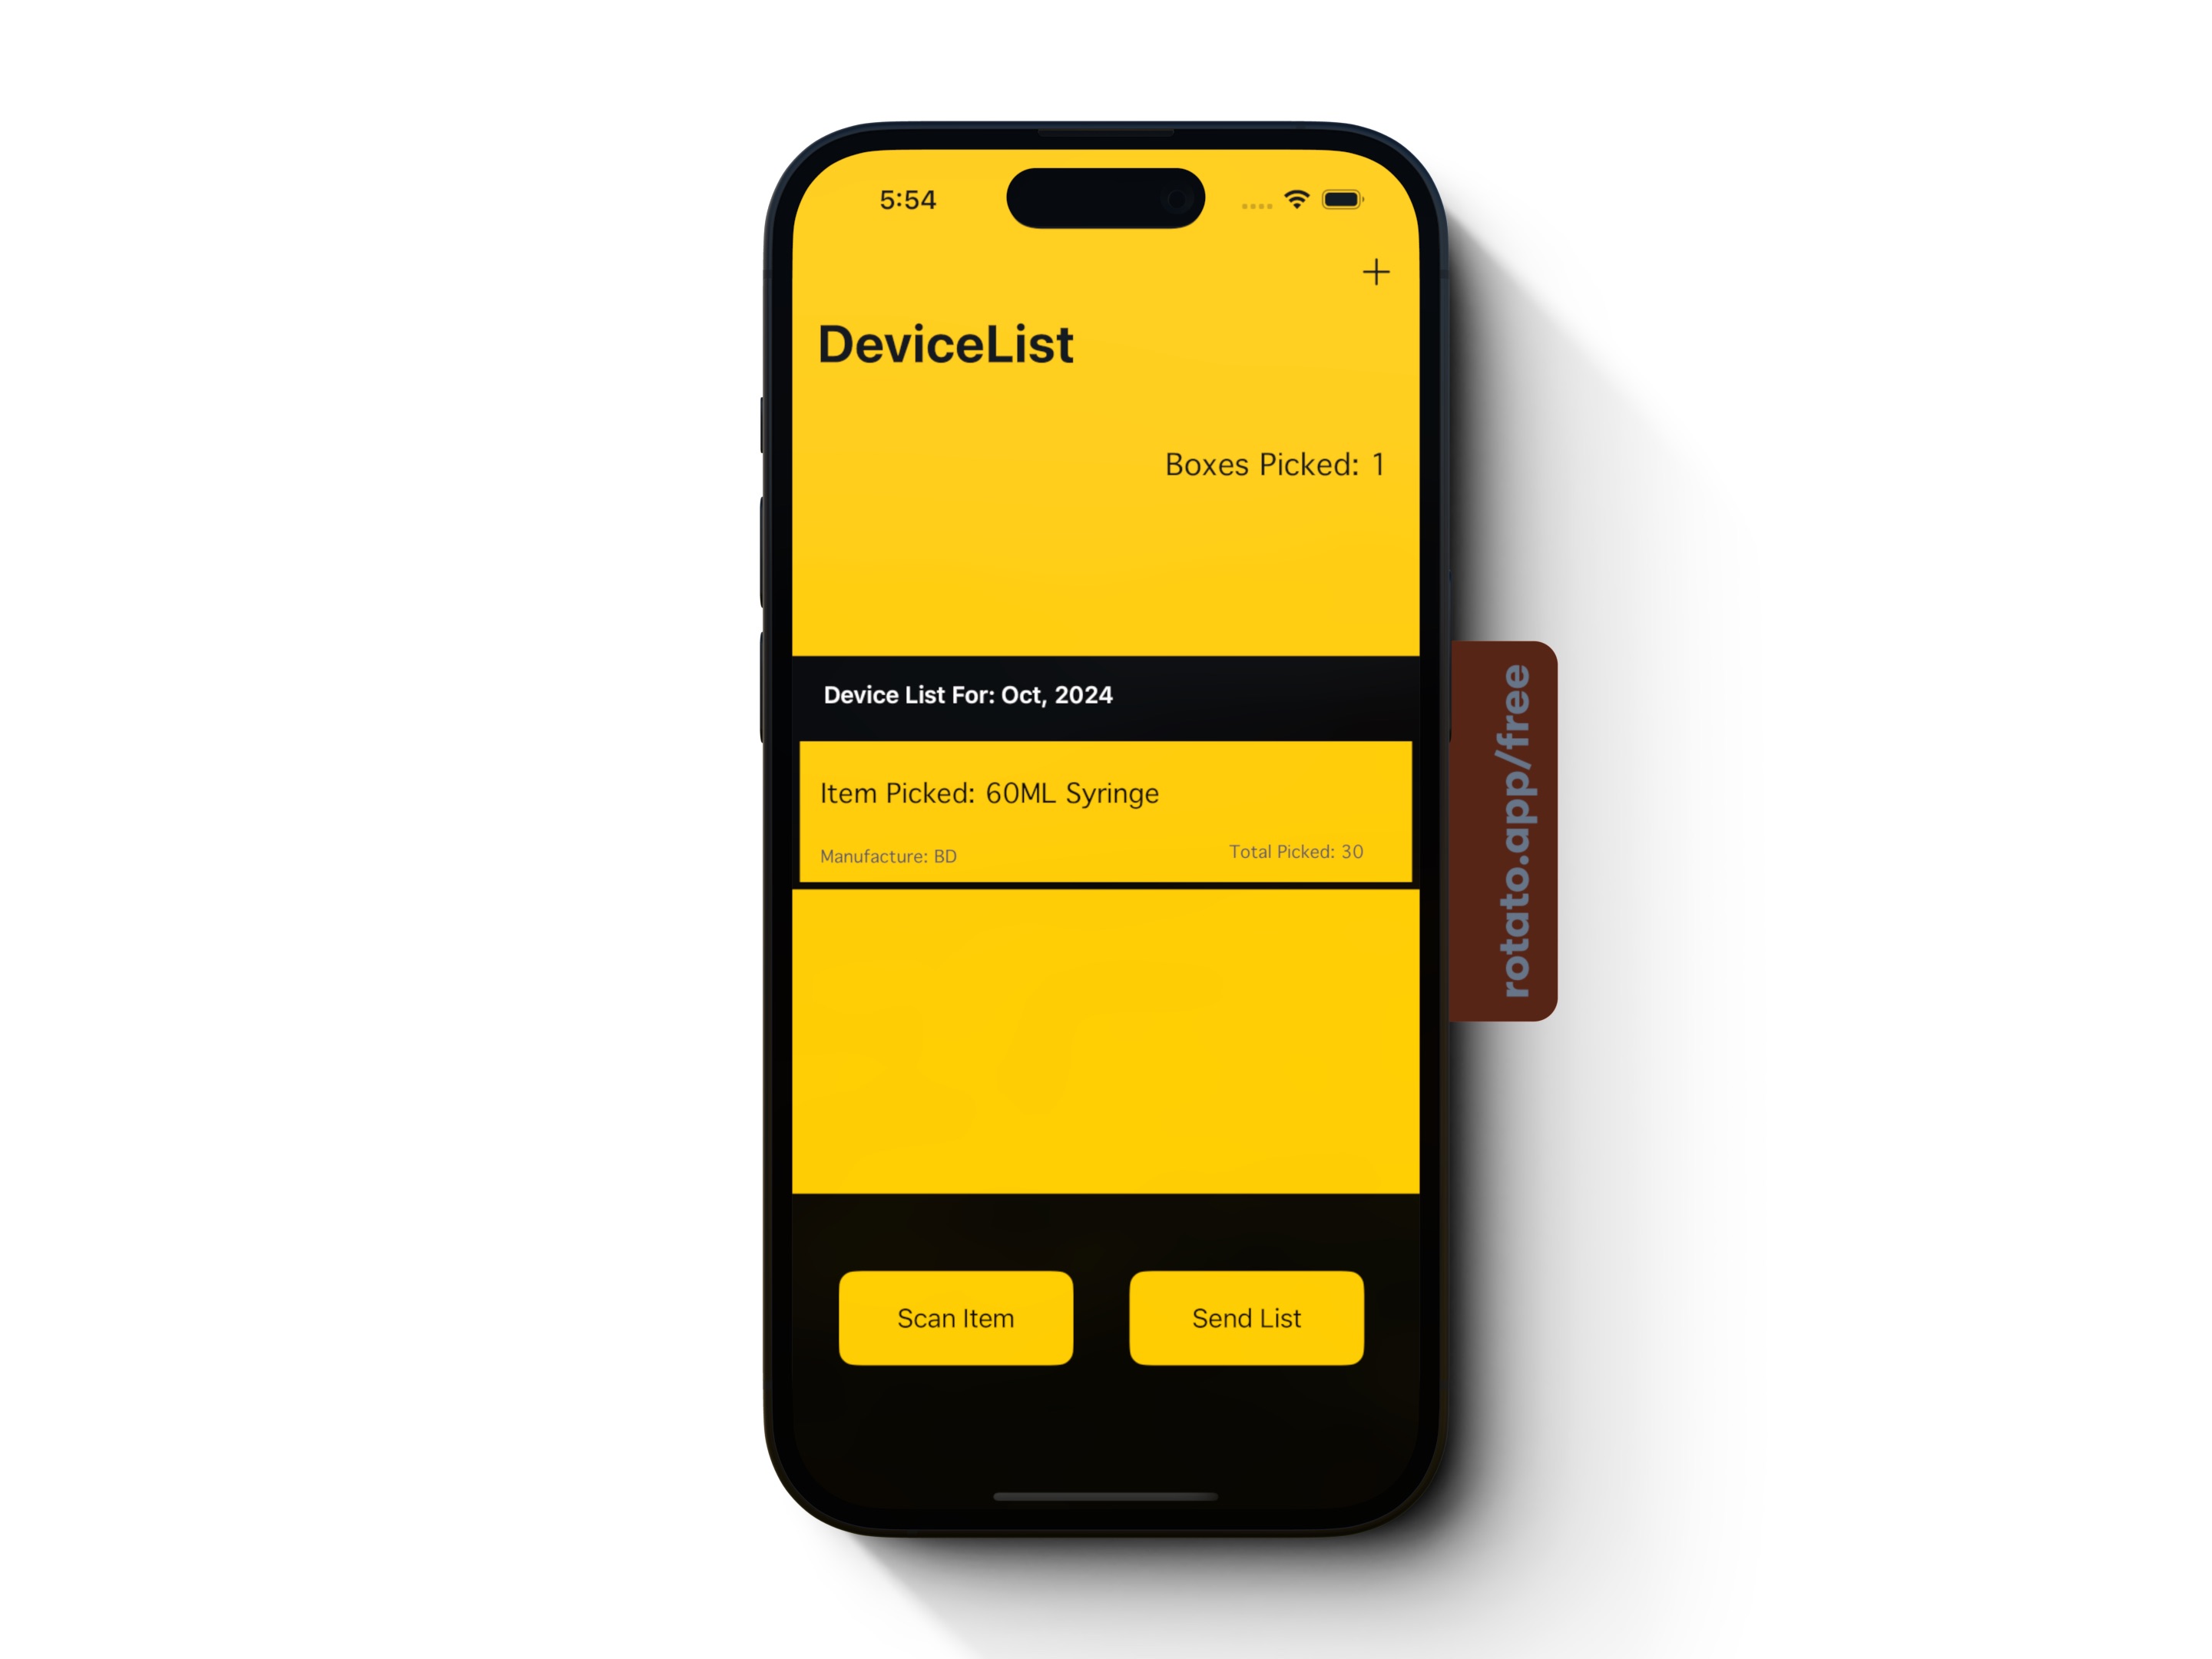 5:54
DeviceList
Boxes Picked: 1
Device List For: Oct, 2024
Item Picked: 60ML Syringe
Manufacture: BD
Total Picked: 30
Scan Item
Send List
rotato.app/free